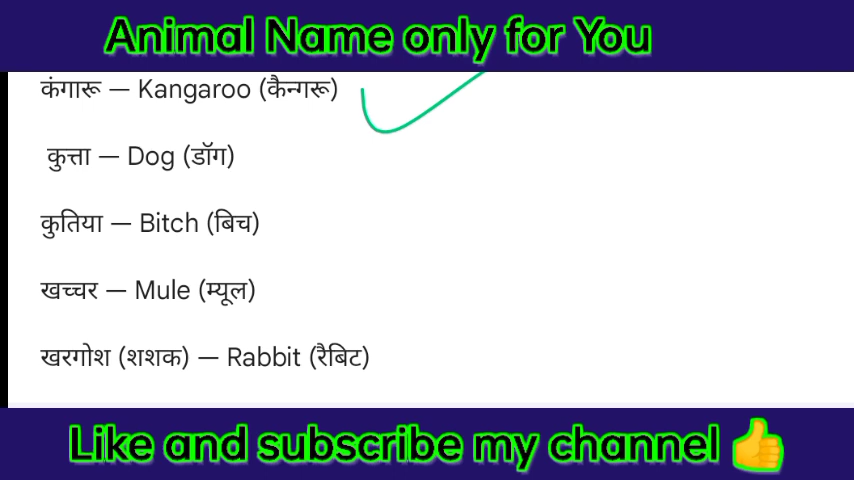 Animal Name only for You
कंगारू — Kangaroo (कैन्गरू)
कुत्ता — Dog (डॉग)
कुतिया — Bitch (बिच)
खच्चर — Mule (म्यूल)
खरगोश (शशक) — Rabbit (रैबिट)
Like and subscribe my channel 👍